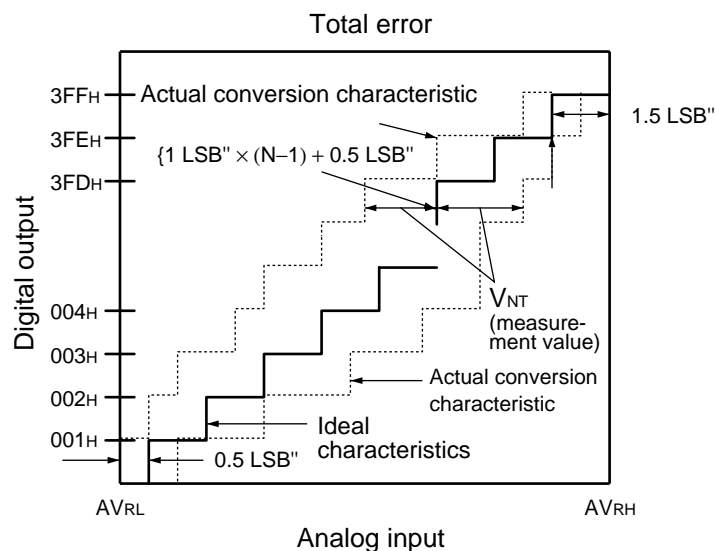 Total error
3FFH
Actual conversion characteristic
1.5 LSB"
3FEH
{1 LSB" × (N−1) + 0.5 LSB"
3FDH
Digital output
004H
VNT
(measure-
ment value)
003H
Actual conversion
characteristic
002H
001H
Ideal
characteristics
0.5 LSB"
AVRL
AVRH
Analog input